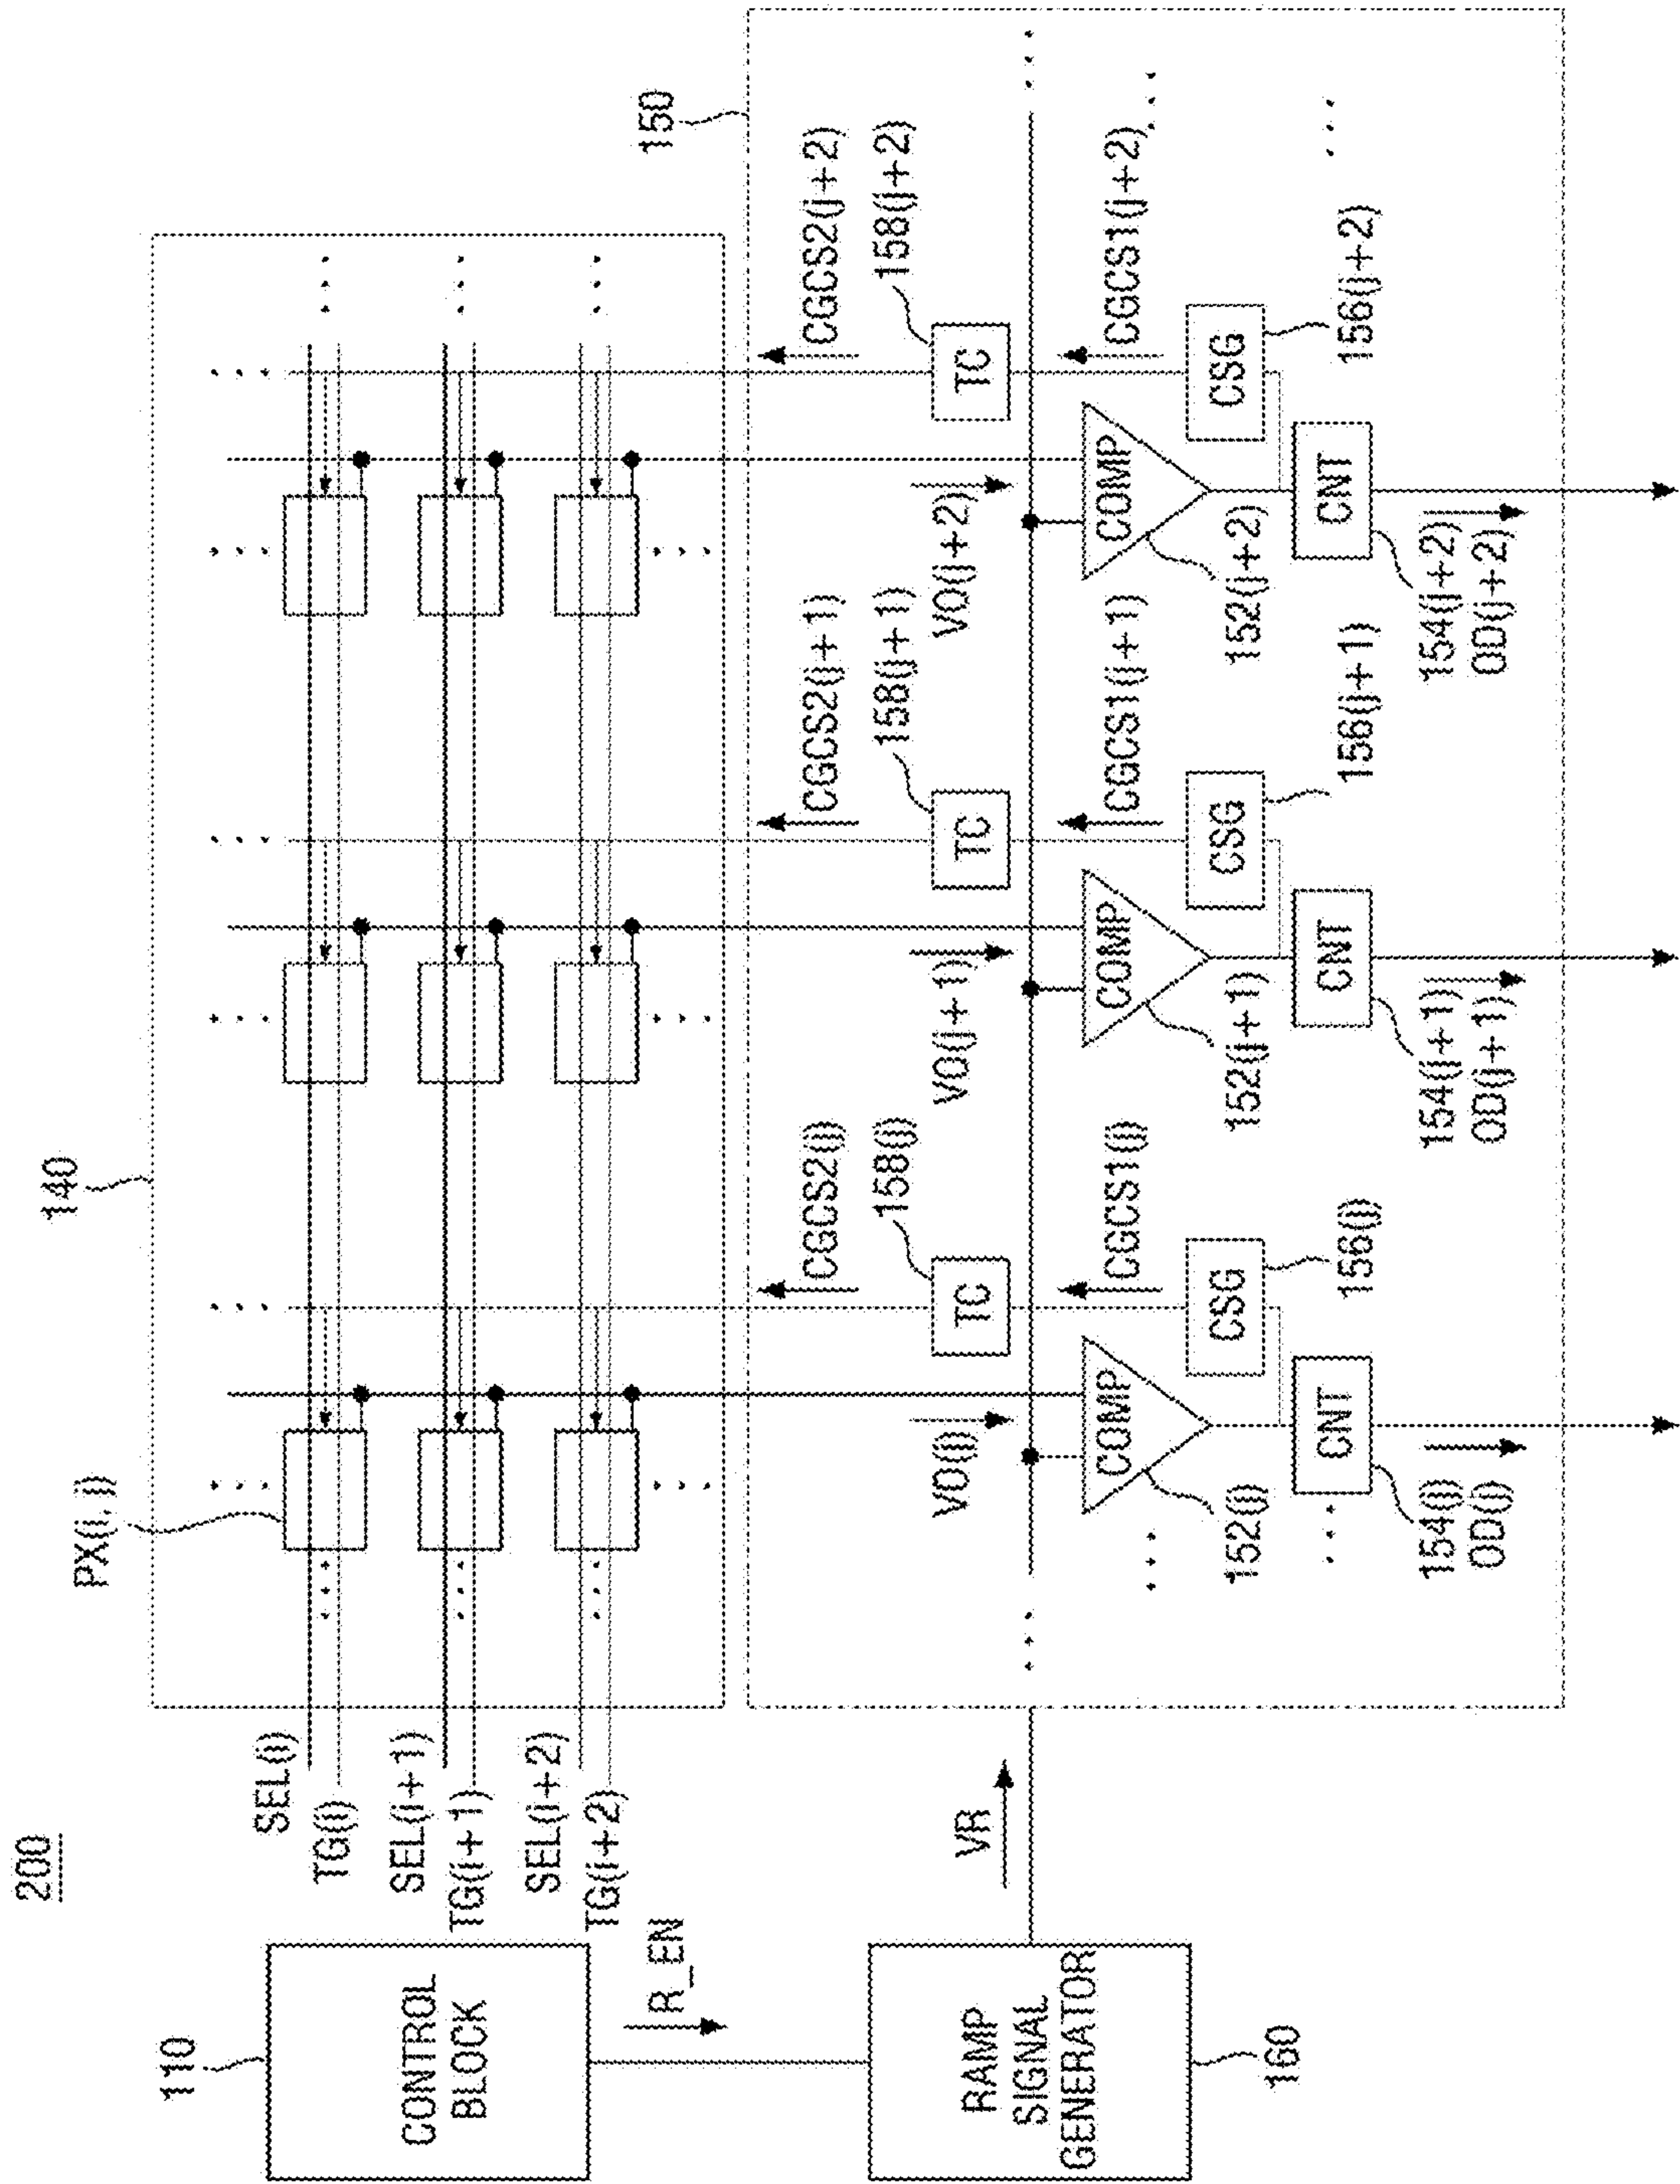 200
110
CONTROL
BLOCK
R_EN
RAMP
SIGNAL
GENERATOR
160
VR
SEL(i)
TG(i)
SEL(i+1)
TG(i+1)
SEL(i+2)
TG(i+2)
140
PX(i, j)
150
CGCS2(j)
158(j)
TC
VO(j)
CGCS1(j)
COMP
152(j)
CSG
156(j)
CNT
154(j)
OD(j)
CGCS2(j+1)
158(j+1)
TC
VO(j+1)
CGCS1(j+1)
COMP
152(j+1)
CSG
156(j+1)
CNT
154(j+1)
OD(j+1)
CGCS2(j+2)
158(j+2)
TC
VO(j+2)
CGCS1(j+2)
COMP
152(j+2)
CSG
156(j+2)
CNT
154(j+2)
OD(j+2)